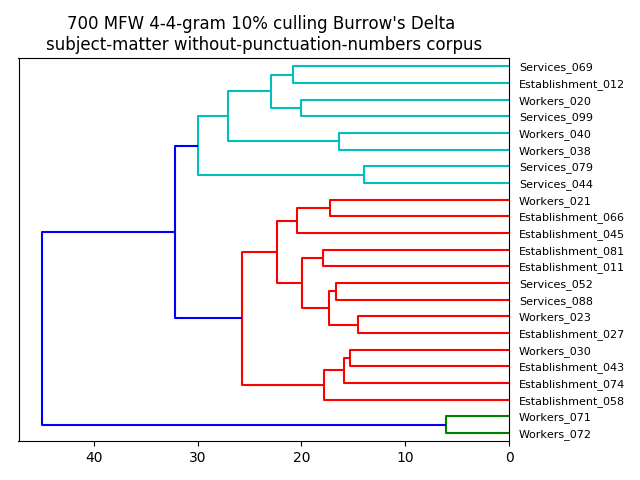 700 MFW 4-4-gram 10% culling Burrow's Delta
subject-matter without-punctuation-numbers corpus
Services_069
Establishment_012
Workers_020
Services_099
Workers_040
Workers_038
Services_079
Services_044
Workers_021
Establishment_066
Establishment_045
Establishment_081
Establishment_011
Services_052
Services_088
Workers_023
Establishment_027
Workers_030
Establishment_043
Establishment_074
Establishment_058
Workers_071
Workers_072
40 30 20 10 0